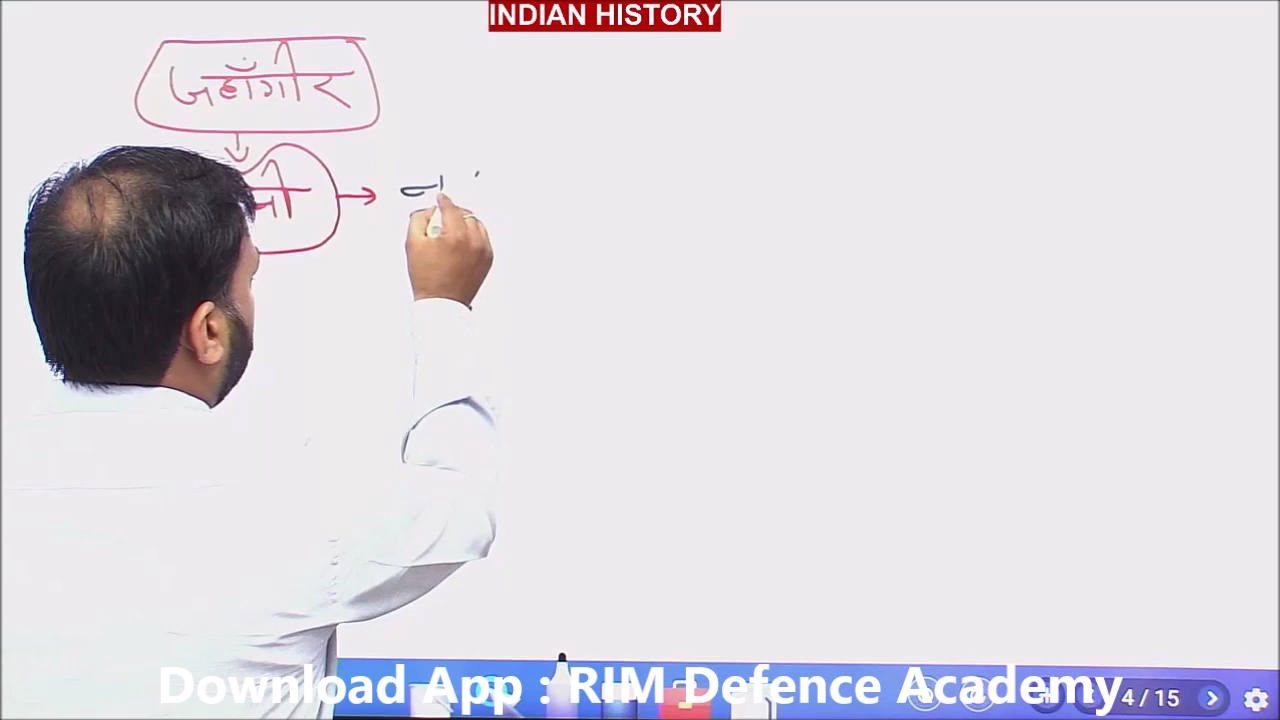 INDIAN HISTORY
जहाँगीर
Download App : RIM Defence Academy
4 / 15